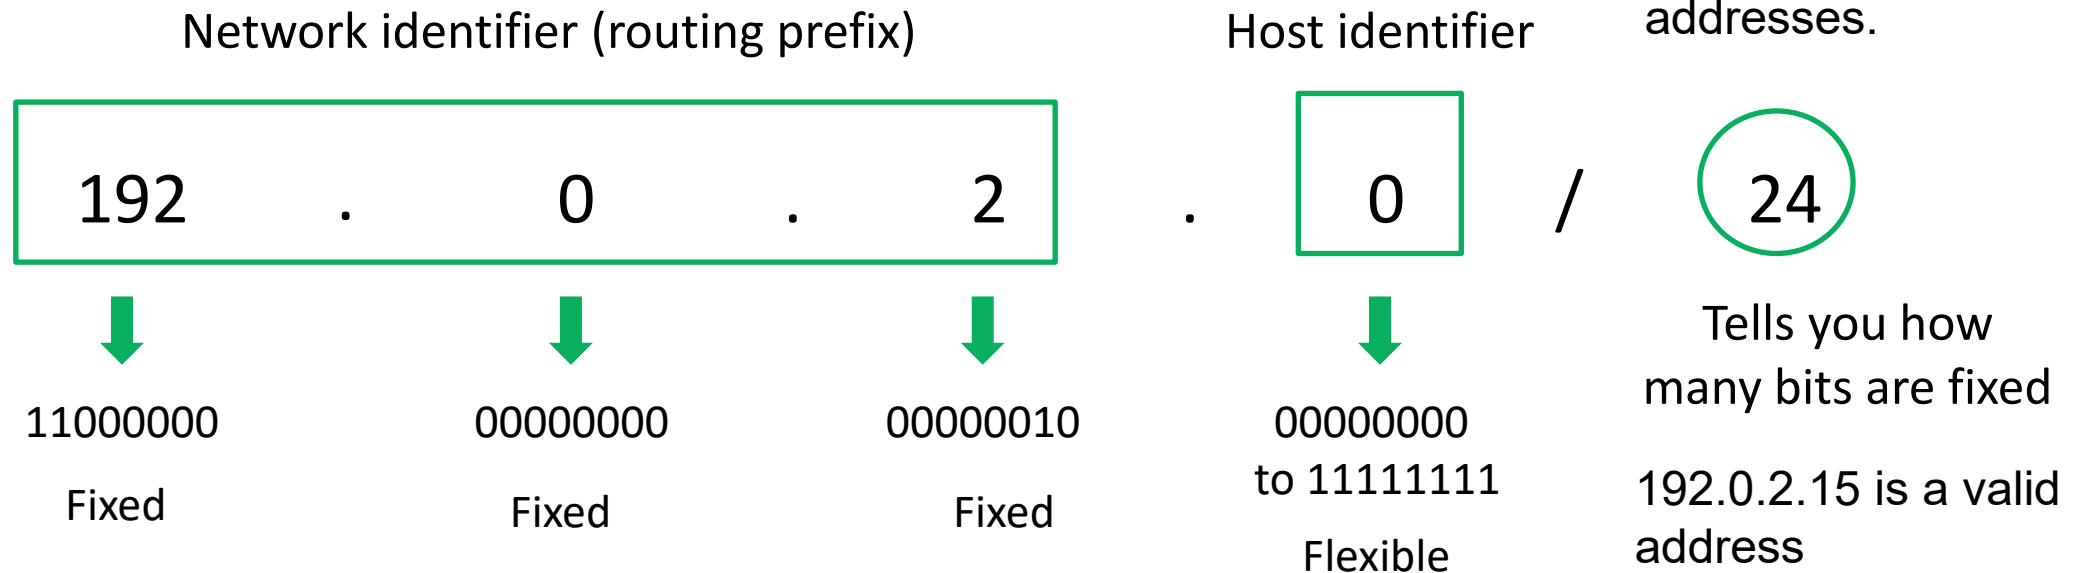 Network identifier (routing prefix)
Host identifier
addresses.
192 . 0 . 2 . 0 / 24
Tells you how
many bits are fixed
11000000
00000000
00000010
00000000
to 11111111
Fixed
Fixed
Fixed
Flexible
192.0.2.15 is a valid
address